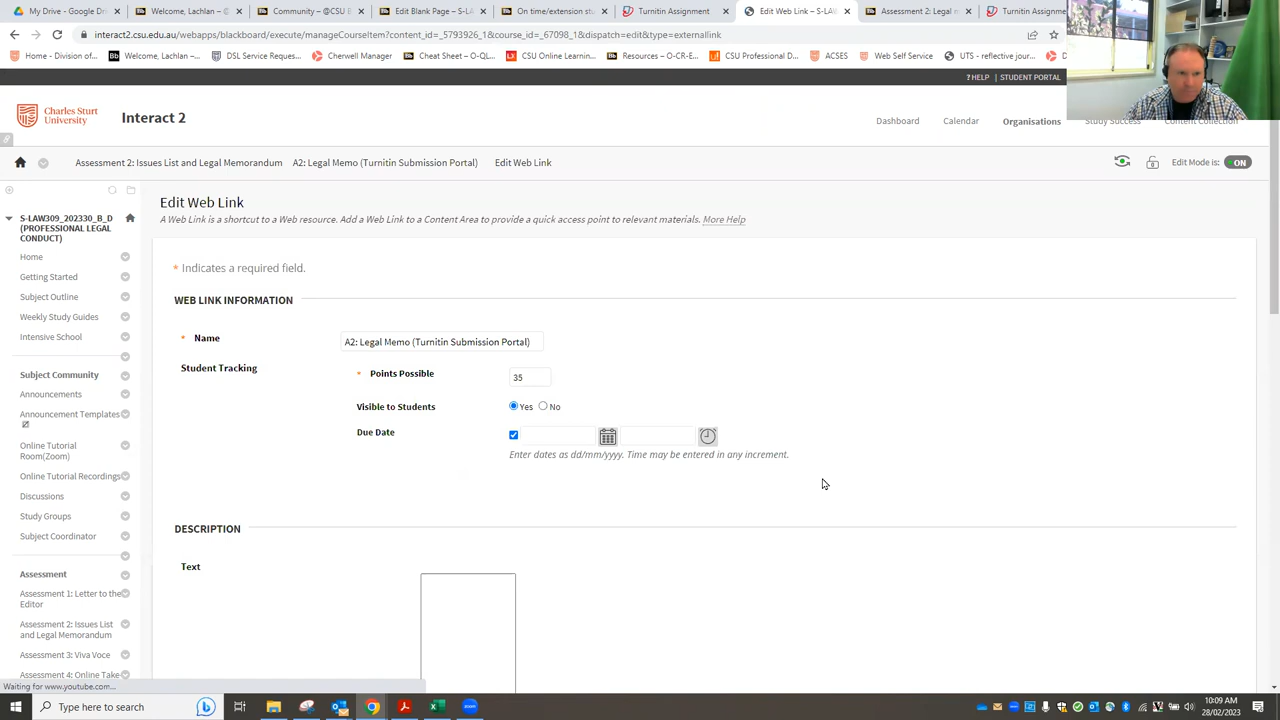 My Drive - Google D
Welcome, Lachlan – @
Community – @CSU E
Edit Blank Page – S-LA
On time/extension stu
Turnitin Assignment
Edit Web Link – S-LAW
Assessment 2: Legal m
Turnitin Assignme
interact2.csu.edu.au/webapps/blackboard/execute/manageCourseItem?content_id=_5793926_1&course_id=_67098_1&dispatch=edit&type=externallink
Home - Division of...
Welcome, Lachlan –...
DSL Service Reques...
Cherwell Manager
Cheat Sheet – O-QL...
CSU Online Learnin...
Resources – O-CR-E...
CSU Professional D...
ACSES
Web Self Service
UTS - reflective jour...
? HELP | STUDENT PORTAL
Charles Sturt
University
Interact 2
Dashboard
Calendar
Organisations
Study Success
Content Collection
Assessment 2: Issues List and Legal Memorandum
A2: Legal Memo (Turnitin Submission Portal)
Edit Web Link
Edit Mode is: ON
S-LAW309_202330_B_D
(PROFESSIONAL LEGAL
CONDUCT)
Home
Getting Started
Subject Outline
Weekly Study Guides
Intensive School
Subject Community
Announcements
Announcement Templates
Online Tutorial
Room(Zoom)
Online Tutorial Recordings
Discussions
Study Groups
Subject Coordinator
Assessment
Assessment 1: Letter to the
Editor
Assessment 2: Issues List
and Legal Memorandum
Assessment 3: Viva Voce
Assessment 4: Online Take
Edit Web Link
A Web Link is a shortcut to a Web resource. Add a Web Link to a Content Area to provide a quick access point to relevant materials. More Help
* Indicates a required field.
WEB LINK INFORMATION
* Name
A2: Legal Memo (Turnitin Submission Portal)
Student Tracking
* Points Possible
35
Visible to Students
Yes No
Due Date
Enter dates as dd/mm/yyyy. Time may be entered in any increment.
DESCRIPTION
Text
Waiting for www.youtube.com...
Type here to search
10:09 AM
28/02/2023